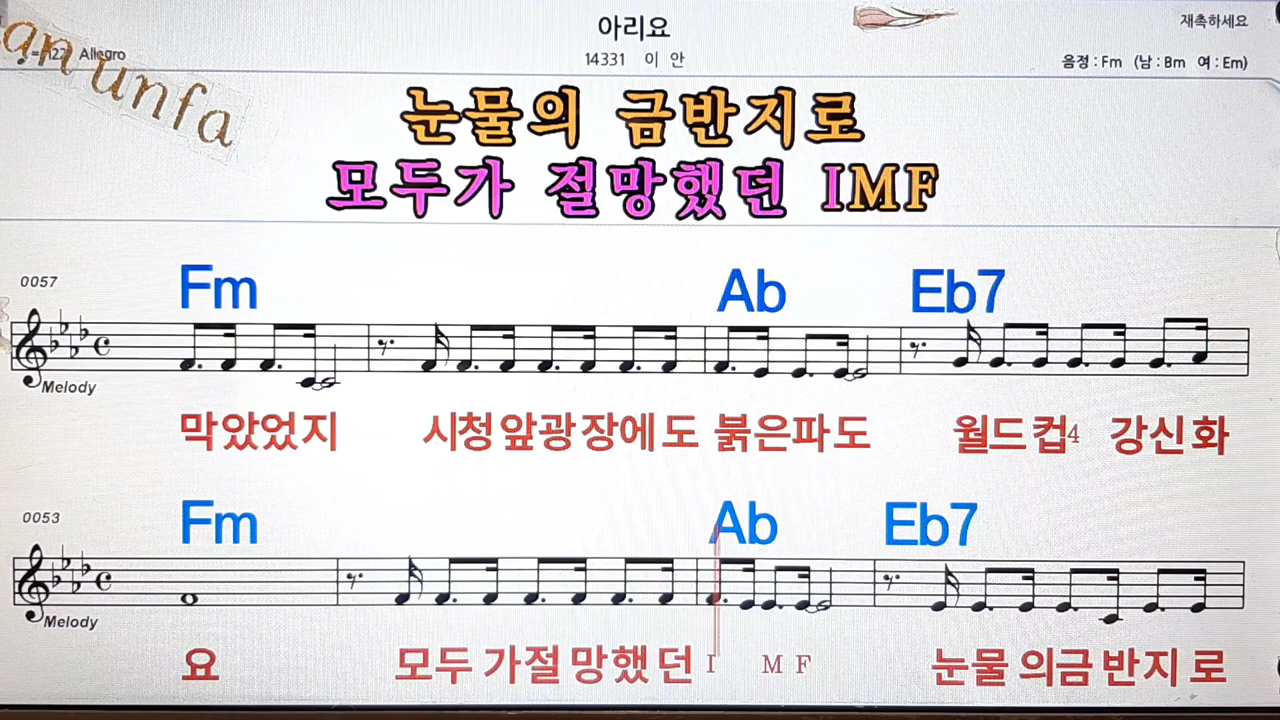 아리요
재촉하세요
an unfa
=122 Allegro
14331 이 안
음정 : Fm (남 : Bm 여 : Em)
눈물의 금반지로
모두가 절망했던 IMF
0057
Fm Ab Eb7
Melody
막았었지 시청앞광장에도 붉은파도 월드컵4 강신화
0053
Fm Ab Eb7
Melody
요 모두가절망했던 I M F 눈물의금반지로